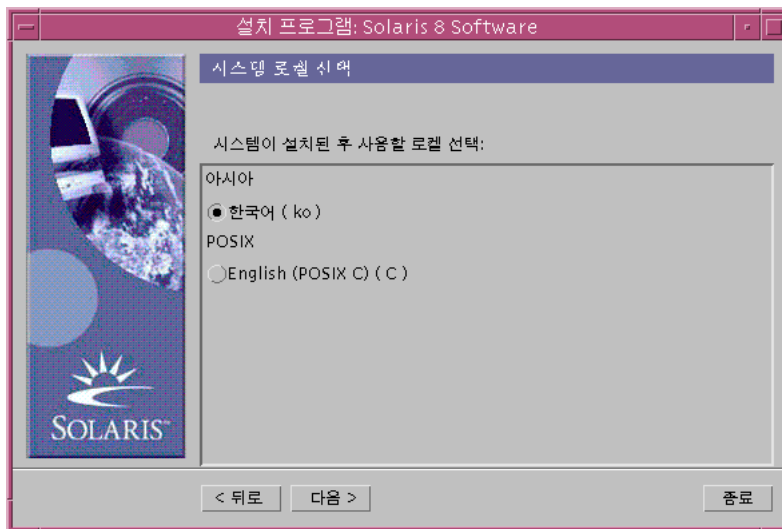 설치 프로그램: Solaris 8 Software
시스템 로켈 선택
시스템이 설치된 후 사용할 로켈 선택:
아시아
한국어 ( ko )
POSIX
English (POSIX C) ( C )
SOLARIS™
< 뒤로
다음 >
종료